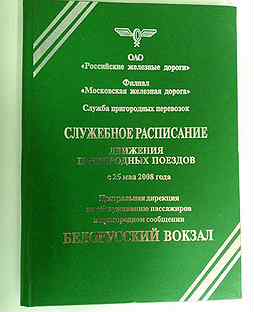 ОАО
«Российские железные дороги»
Филиал
«Московская железная дорога»
Служба пригородных перевозок
СЛУЖЕБНОЕ РАСПИСАНИЕ
ДВИЖЕНИЯ
ПРИГОРОДНЫХ ПОЕЗДОВ
с 25 мая 2008 года
Центральная дирекция
по обслуживанию пассажиров
в пригородном сообщении
БЕЛОРУССКИЙ ВОКЗАЛ